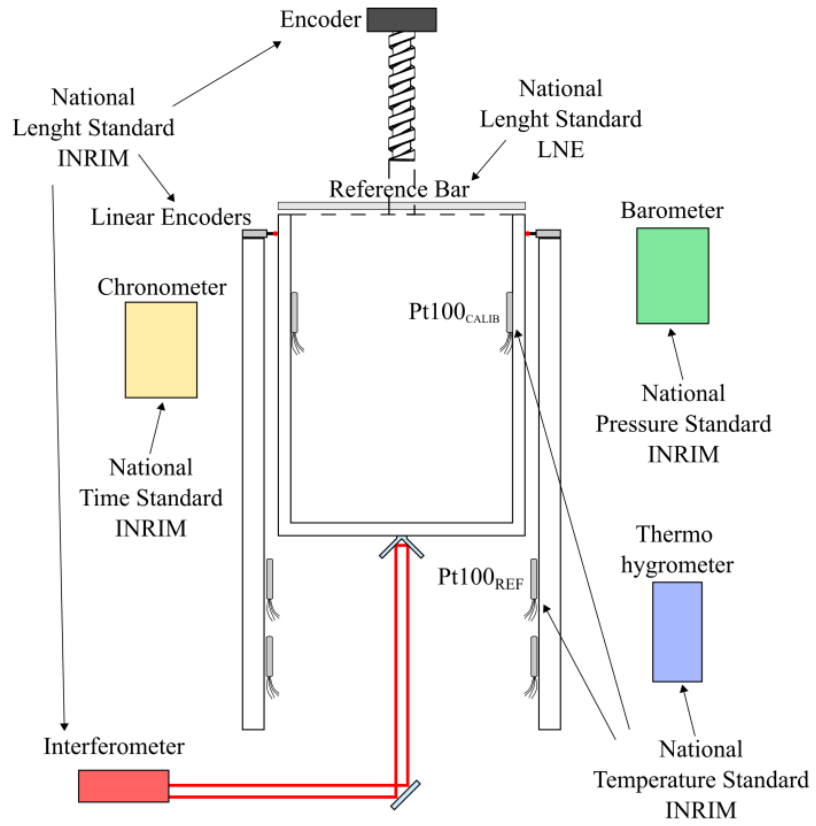 Encoder
National
Lenght Standard
INRIM
National
Lenght Standard
LNE
Reference Bar
Linear Encoders
Barometer
Chronometer
Pt100CALIB
National
Pressure Standard
INRIM
National
Time Standard
INRIM
Thermo
hygrometer
Pt100REF
Interferometer
National
Temperature Standard
INRIM